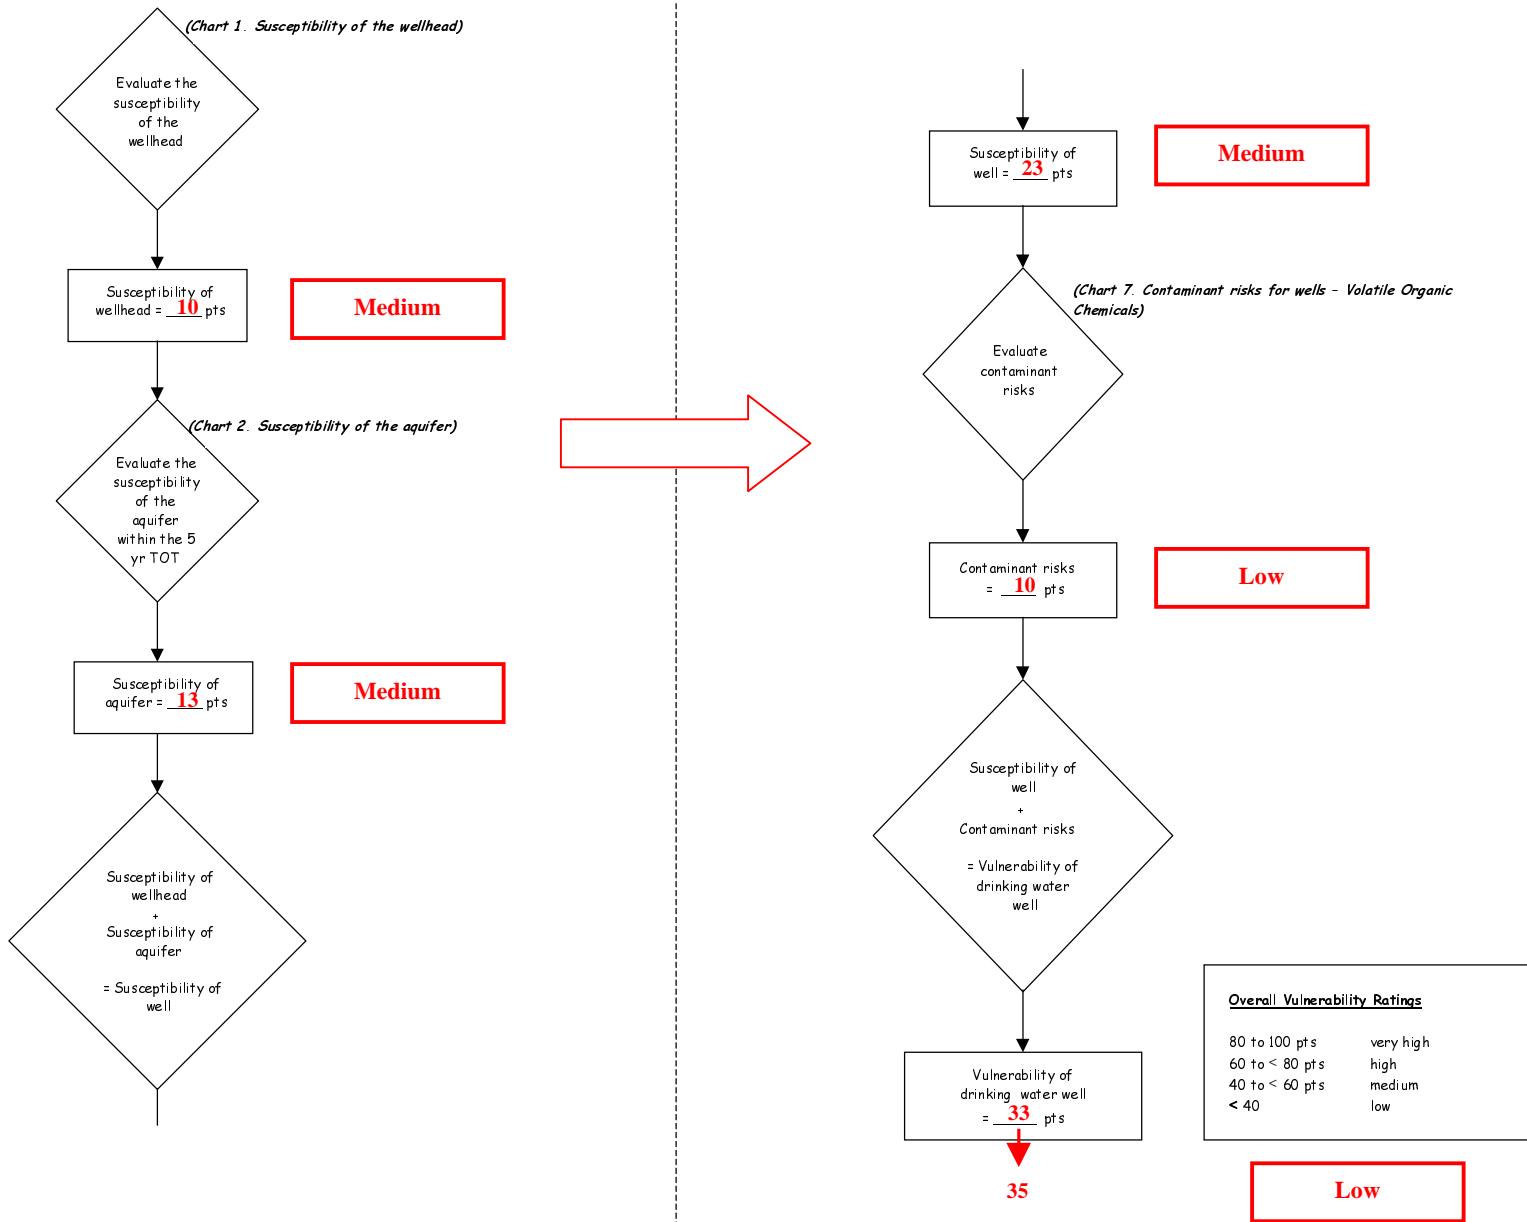 (Chart 1. Susceptibility of the wellhead)
Evaluate the
susceptibility
of the
wellhead
Susceptibility of
wellhead = 10 pts
Medium
(Chart 2. Susceptibility of the aquifer)
Evaluate the
susceptibility
of the
aquifer
within the 5
yr TOT
Susceptibility of
aquifer = 13 pts
Medium
Susceptibility of
wellhead
+
Susceptibility of
aquifer
= Susceptibility of
well
Susceptibility of
well = 23 pts
Medium
(Chart 7. Contaminant risks for wells – Volatile Organic
Chemicals)
Evaluate
contaminant
risks
Contaminant risks
= 10 pts
Low
Susceptibility of
well
+
Contaminant risks
= Vulnerability of
drinking water
well
Vulnerability of
drinking water well
= 33 pts
35
Overall Vulnerability Ratings
80 to 100 pts very high
60 to < 80 pts high
40 to < 60 pts medium
< 40 low
Low